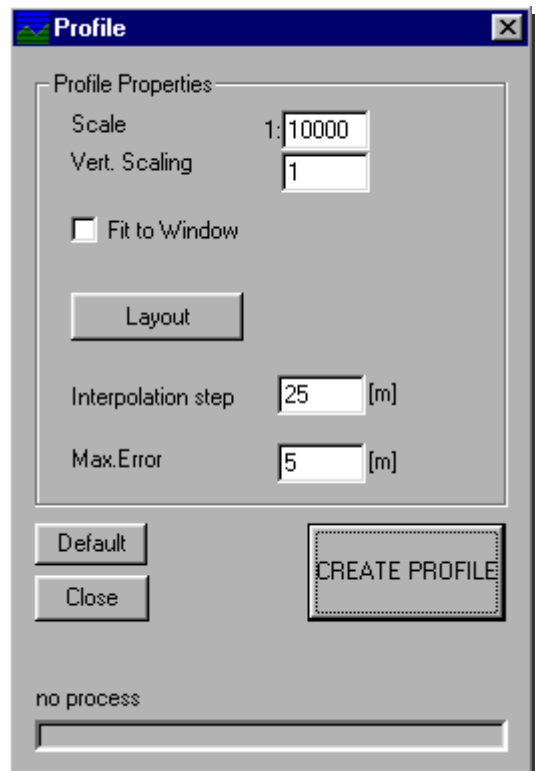 Profile
Profile Properties
Scale 1: 10000
Vert. Scaling 1
Fit to Window
Layout
Interpolation step 25 [m]
Max.Error 5 [m]
Default
CREATE PROFILE
Close
no process